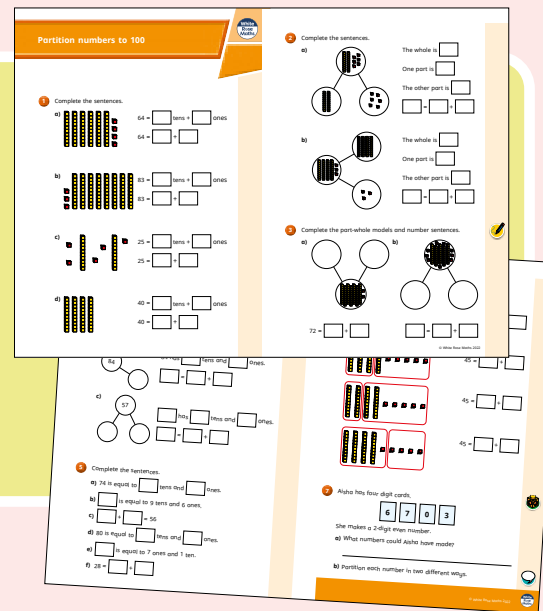 Partition numbers to 100
White
Rose
Maths
1 Complete the sentences.
a)
64 = tens + ones
64 = +
b)
83 = tens + ones
83 = +
c)
25 = tens + ones
25 = +
d)
40 = tens + ones
40 = +
2 Complete the sentences.
a)
The whole is
One part is
The other part is
= +
b)
The whole is
One part is
The other part is
= +
3 Complete the part-whole models and number sentences.
a)
b)
72 = +
= +
© White Rose Maths 2022
84
tens and ones.
= +
c)
57
has tens and ones.
= +
5 Complete the sentences.
a) 74 is equal to tens and ones.
b) is equal to 9 tens and 6 ones.
c) + = 56
d) 80 is equal to tens and ones.
e) is equal to 7 ones and 1 ten.
f) 28 = +
45 = +
45 = +
45 = +
7 Aisha has four digit cards.
6 7 0 3
She makes a 2-digit even number.
a) What numbers could Aisha have made?
b) Partition each number in two different ways.